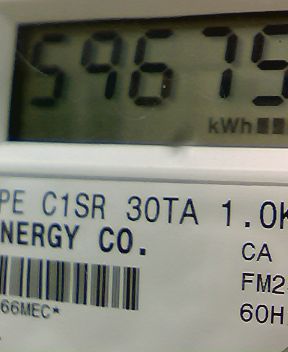 59675
kWh
PE C1SR 30TA 1.0K
NERGY CO.
CA
FM2
66MEC*
60H